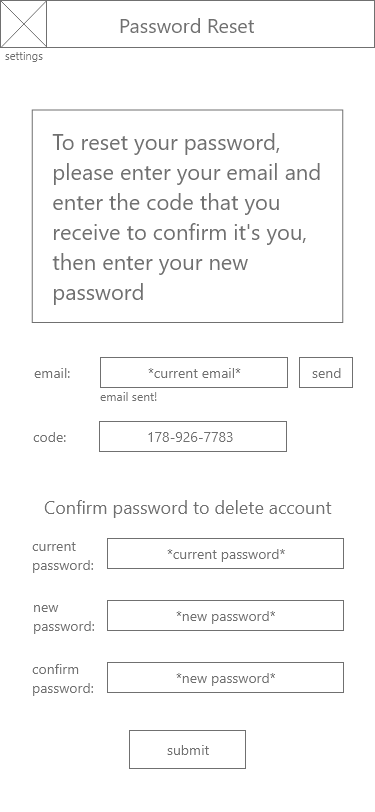 Password Reset
settings
To reset your password,
please enter your email and
enter the code that you
receive to confirm it's you,
then enter your new
password
email: *current email* send
email sent!
code: 178-926-7783
Confirm password to delete account
current
password: *current password*
new
password: *new password*
confirm
password: *new password*
submit